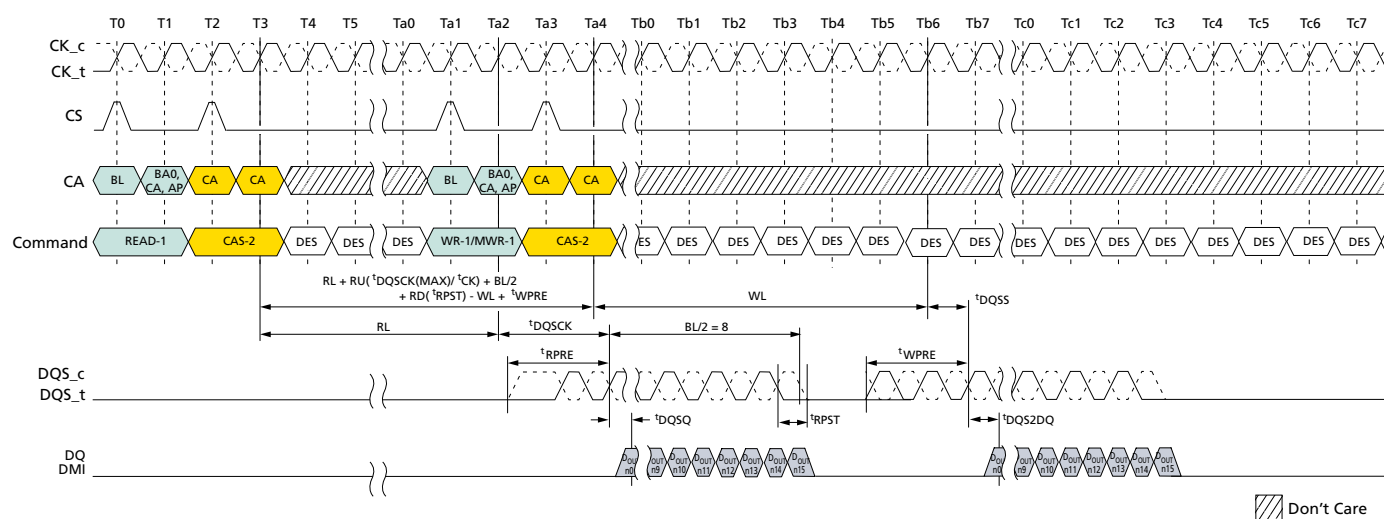 T0 T1 T2 T3 T4 T5 Ta0 Ta1 Ta2 Ta3 Ta4 Tb0 Tb1 Tb2 Tb3 Tb4 Tb5 Tb6 Tb7 Tc0 Tc1 Tc2 Tc3 Tc4 Tc5 Tc6 Tc7
CK_c
CK_t
CS
CA BL BA0, CA, AP CA CA BL BA0, CA, AP CA CA
Command READ-1 CAS-2 DES DES DES WR-1/MWR-1 CAS-2 DES DES DES DES DES DES DES DES DES DES DES DES DES DES DES DES
RL + RU( tDQSCK(MAX)/ tCK) + BL/2
+ RD( tRPST) - WL + tWPRE
WL
tDQSS
RL
tDQSCK
BL/2 = 8
tRPRE
tWPRE
DQS_c
DQS_t
tDQSQ
tRPST
tDQS2DQ
DQ
DMI
DOUT n0 DOUT n9 DOUT n10 DOUT n11 DOUT n12 DOUT n13 DOUT n14 DOUT n15 DOUT n0 DOUT n9 DOUT n10 DOUT n11 DOUT n12 DOUT n13 DOUT n14 DOUT n15
Don't Care